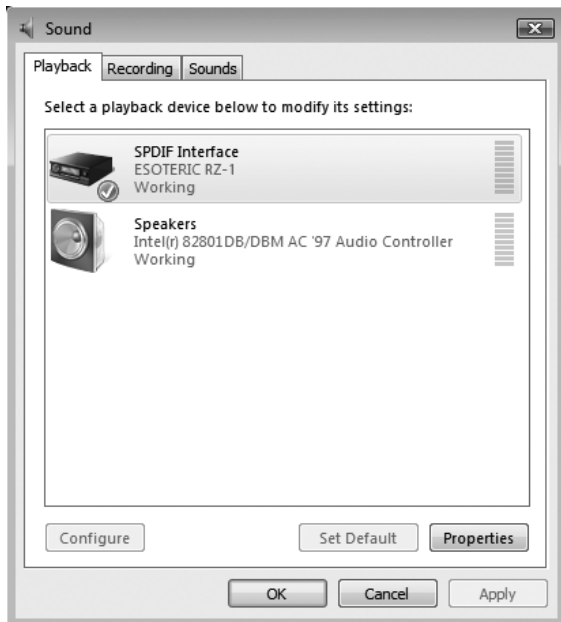 Sound
Playback Recording Sounds
Select a playback device below to modify its settings:
SPDIF Interface
ESOTERIC RZ-1
Working
Speakers
Intel(r) 82801DB/DBM AC '97 Audio Controller
Working
Configure Set Default Properties
OK Cancel Apply